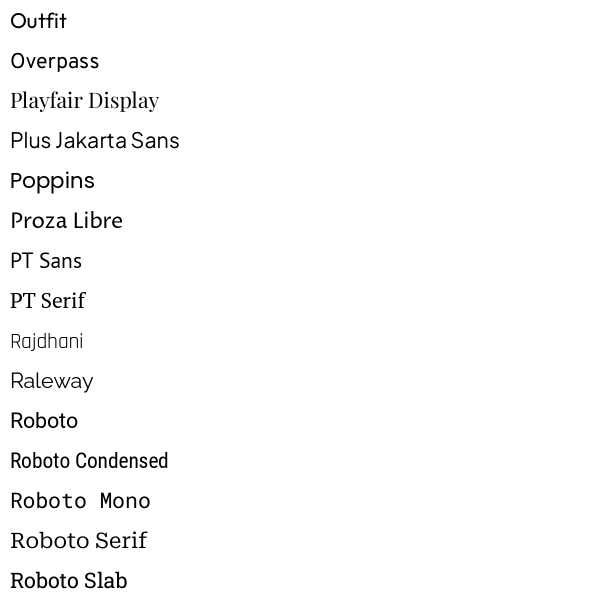 Outfit
Overpass
Playfair Display
Plus Jakarta Sans
Poppins
Proza Libre
PT Sans
PT Serif
Rajdhani
Raleway
Roboto
Roboto Condensed
Roboto Mono
Roboto Serif
Roboto Slab